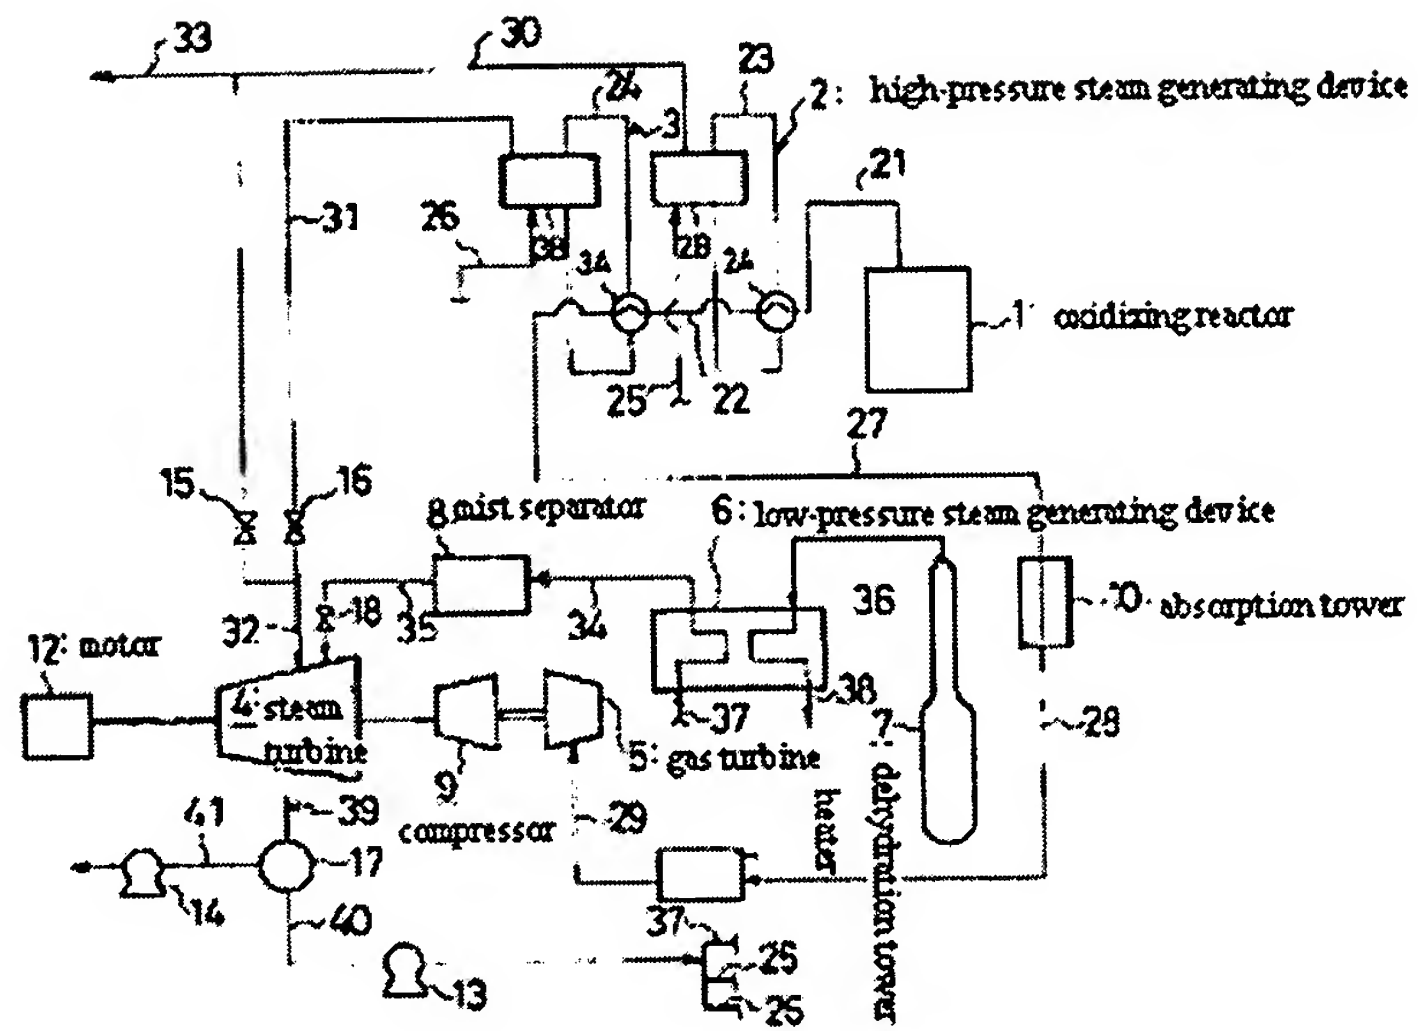 33
30
23
24
2: high-pressure steam generating device
3
21
31
26
3B
2B
34
24
1: oxidizing reactor
25
22
27
15
16
8 mist separator
6: low-pressure steam generating device
36
10: absorption tower
32
18
35
34
12: motor
38
4: steam
turbine
37
7: dehydration tower
28
5: gas turbine
9
compressor
41
39
29
heater
17
14
40
37
26
25
13